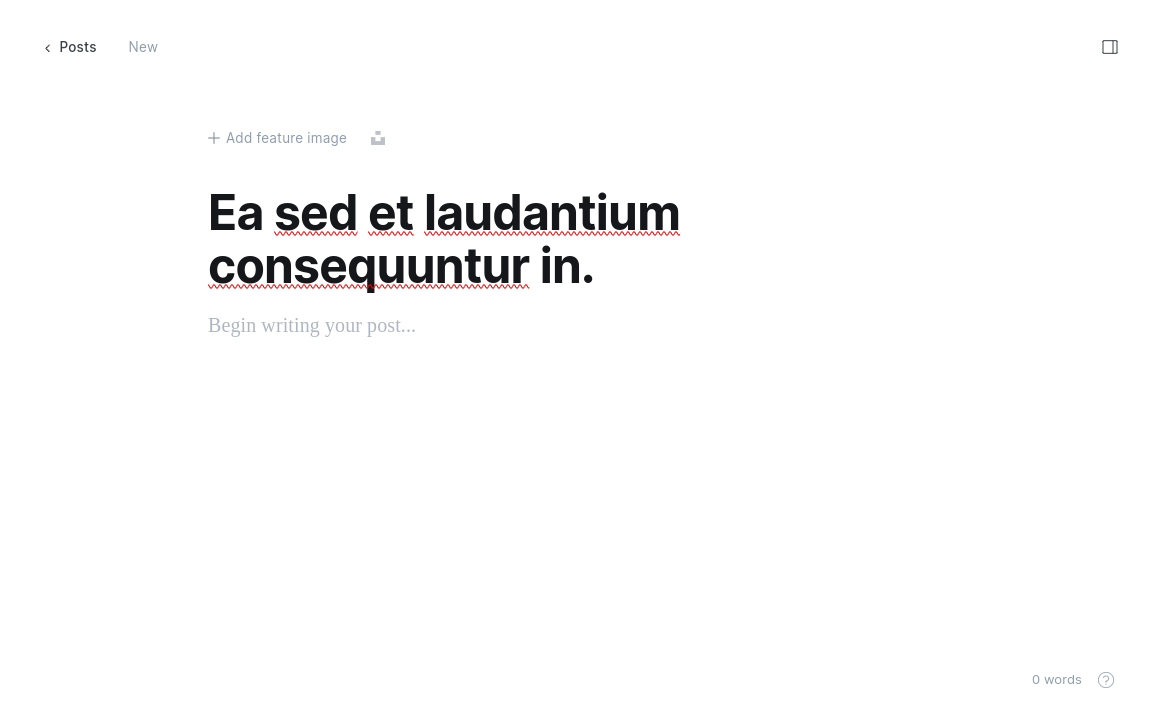 Posts
New
Add feature image
Ea sed et laudantium
consequuntur in.
Begin writing your post...
0 words